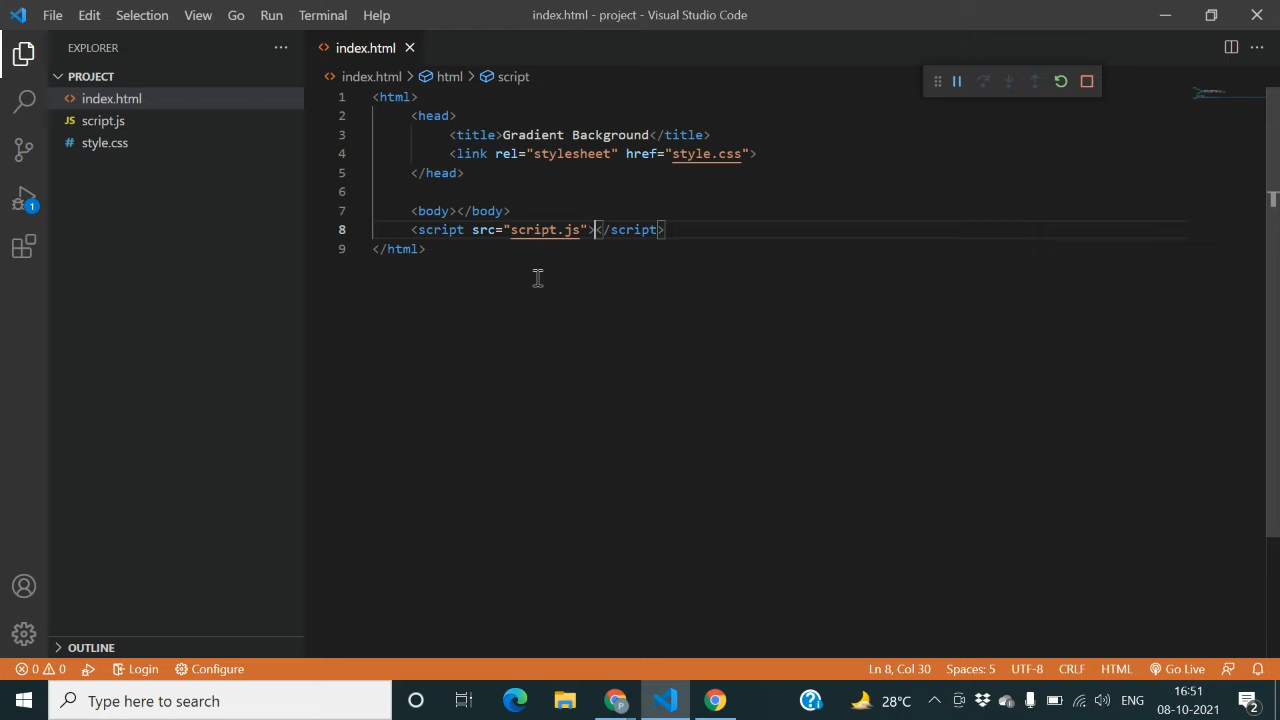 File Edit Selection View Go Run Terminal Help index.html - project - Visual Studio Code
EXPLORER
index.html
PROJECT
index.html > html > script
index.html
script.js
style.css
1 <html>
2 <head>
3 <title>Gradient Background</title>
4 <link rel="stylesheet" href="style.css">
5 </head>
6
7 <body></body>
8 <script src="script.js"></script>
9 </html>
1
OUTLINE
0 0 Login Configure Ln 8, Col 30 Spaces: 5 UTF-8 CRLF HTML Go Live
Type here to search 28°C ENG 16:51
08-10-2021 2